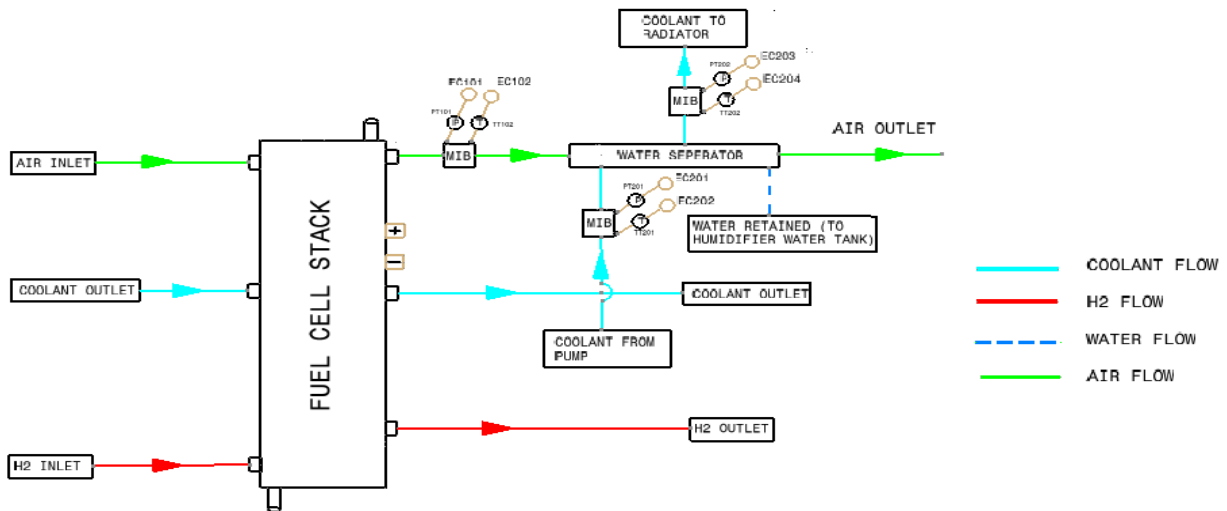 COOLANT TO
RADIATOR
EC203
PT202
P
EC204
MIB
T
TT202
EC101
EC102
PT101
P
T
TT102
MIB
AIR INLET
WATER SEPERATOR
AIR OUTLET
EC201
PT201
P
EC202
MIB
T
TT201
WATER RETAINED (TO
HUMIDIFIER WATER TANK)
FUEL CELL STACK
+
−
COOLANT OUTLET
COOLANT OUTLET
COOLANT FROM
PUMP
H2 OUTLET
H2 INLET
COOLANT FLOW
H2 FLOW
WATER FLOW
AIR FLOW